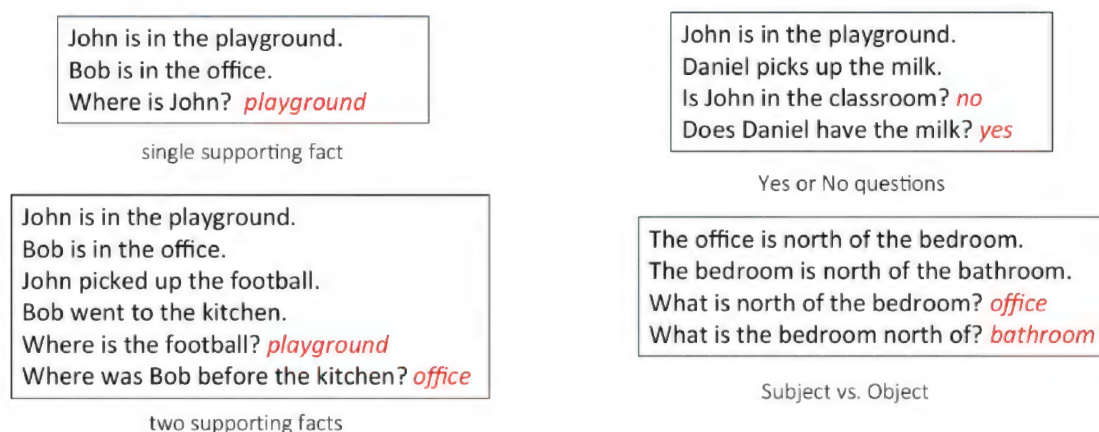 John is in the playground.
Bob is in the office.
Where is John? playground
single supporting fact
John is in the playground.
Bob is in the office.
John picked up the football.
Bob went to the kitchen.
Where is the football? playground
Where was Bob before the kitchen? office
two supporting facts
John is in the playground.
Daniel picks up the milk.
Is John in the classroom? no
Does Daniel have the milk? yes
Yes or No questions
The office is north of the bedroom.
The bedroom is north of the bathroom.
What is north of the bedroom? office
What is the bedroom north of? bathroom
Subject vs. Object